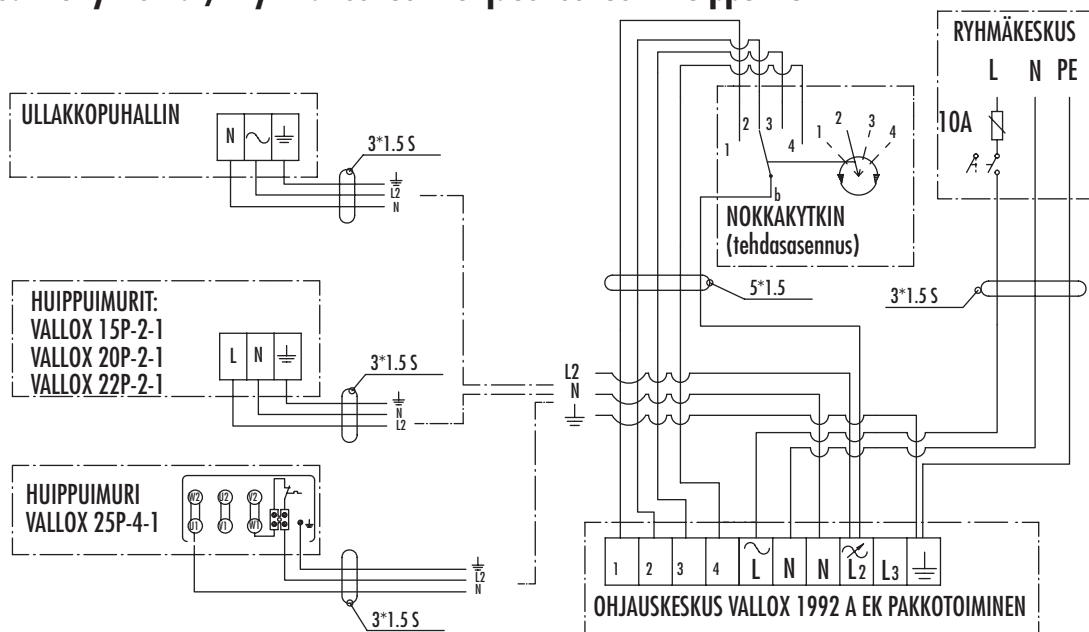 ULLAKKOPUHALLIN
N
3*1.5 S
L2
N
HUIPPUIMURIT:
VALLOX 15P-2-1
VALLOX 20P-2-1
VALLOX 22P-2-1
L N
3*1.5 S
N
L2
HUIPPUIMURI
VALLOX 25P-4-1
W2 U2 V2
U1 V1 W1
L2
N
3*1.5 S
L2
N
1 2 3 4
1 2 3 4
b
NOKKAKYTKIN
(tehdasasennus)
5*1.5
RYHMÄKESKUS
L N PE
10A
3*1.5 S
1 2 3 4 L N N L2 L3
OHJAUSKESKUS VALLOX 1992 A EK PAKKOTOIMINEN